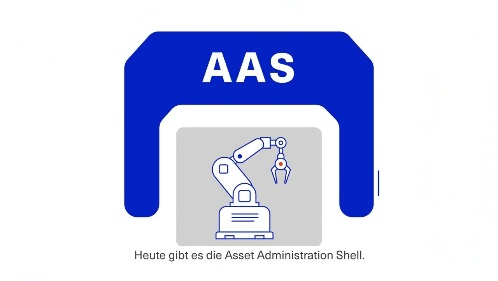 AAS
Heute gibt es die Asset Administration Shell.